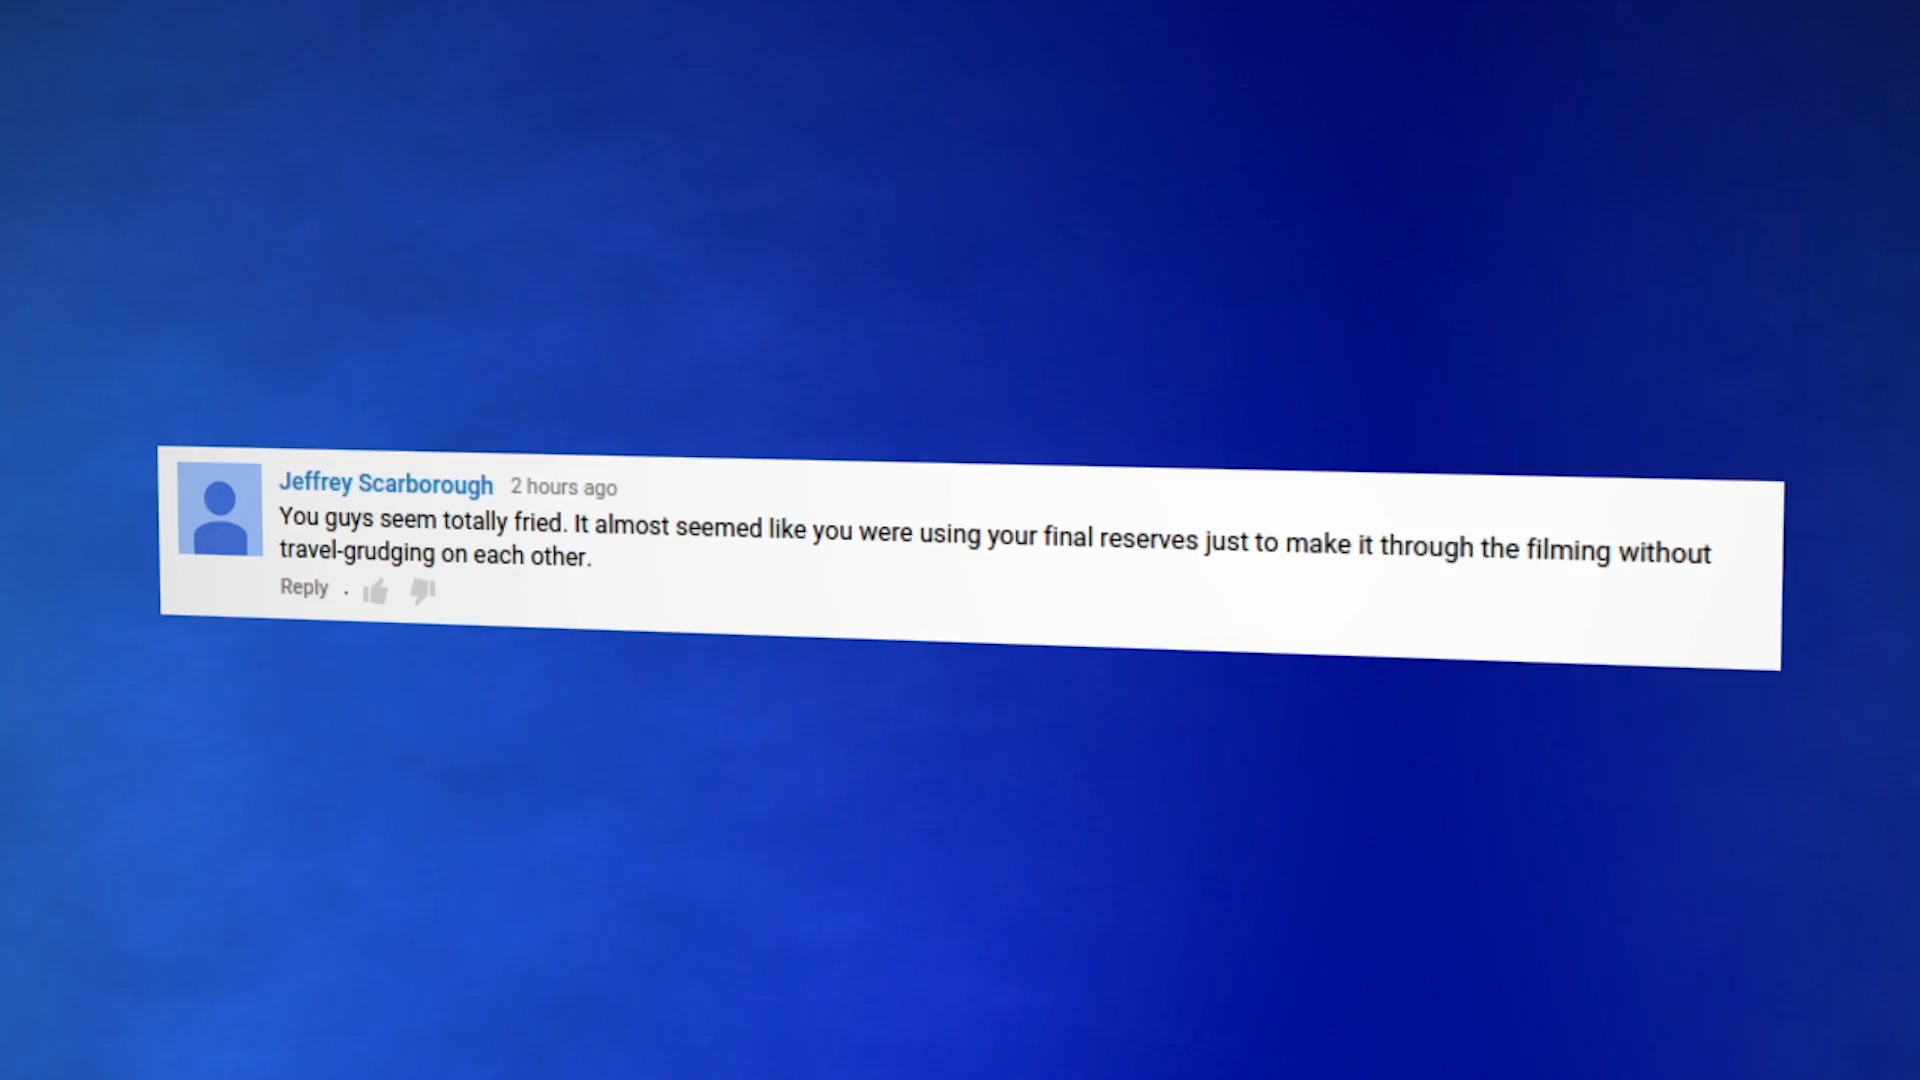 Jeffrey Scarborough 2 hours ago
You guys seem totally fried. It almost seemed like you were using your final reserves just to make it through the filming without
travel-grudging on each other.
Reply .